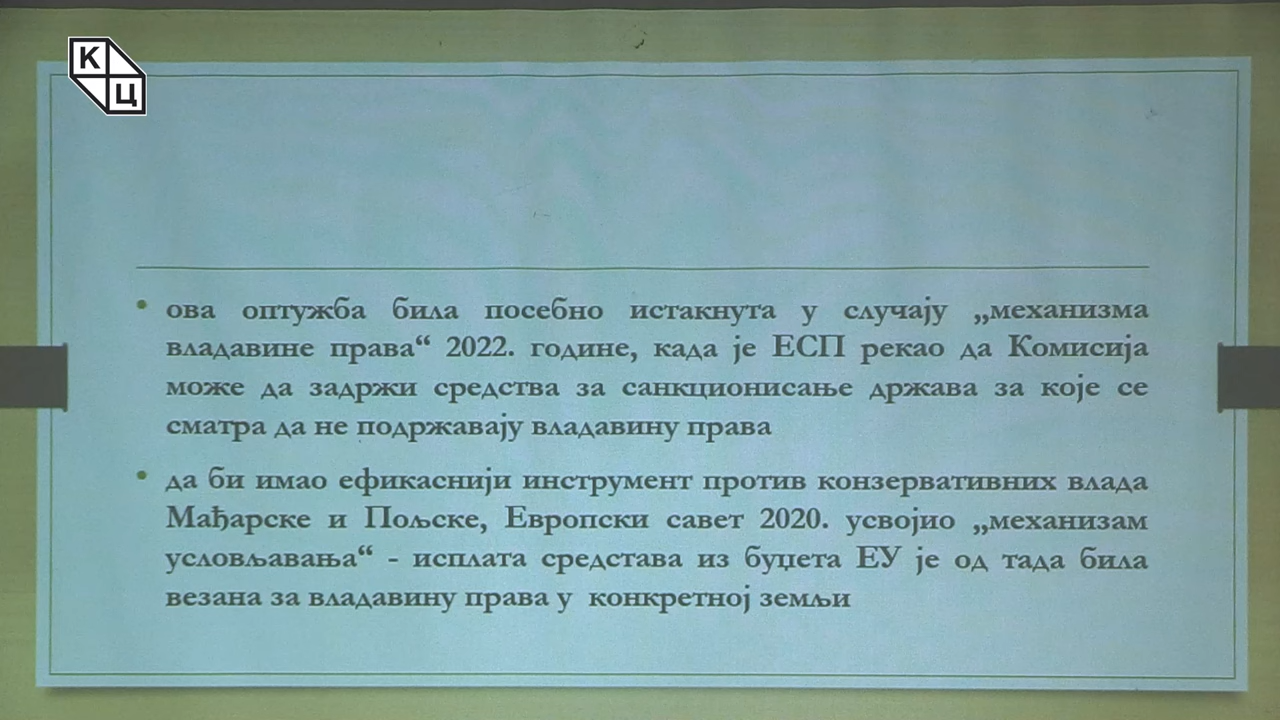 К
Ц
• ова оптужба била посебно истакнута у случају „механизма
владавине права“ 2022. године, када је ЕСП рекао да Комисија
може да задржи средства за санкционисање држава за које се
сматра да не подржавају владавину права
• да би имао ефикаснији инструмент против конзервативних влада
Мађарске и Пољске, Европски савет 2020. усвојио „механизам
условљавања“ - исплата средстава из буџета ЕУ је од тада била
везана за владавину права у конкретној земљи